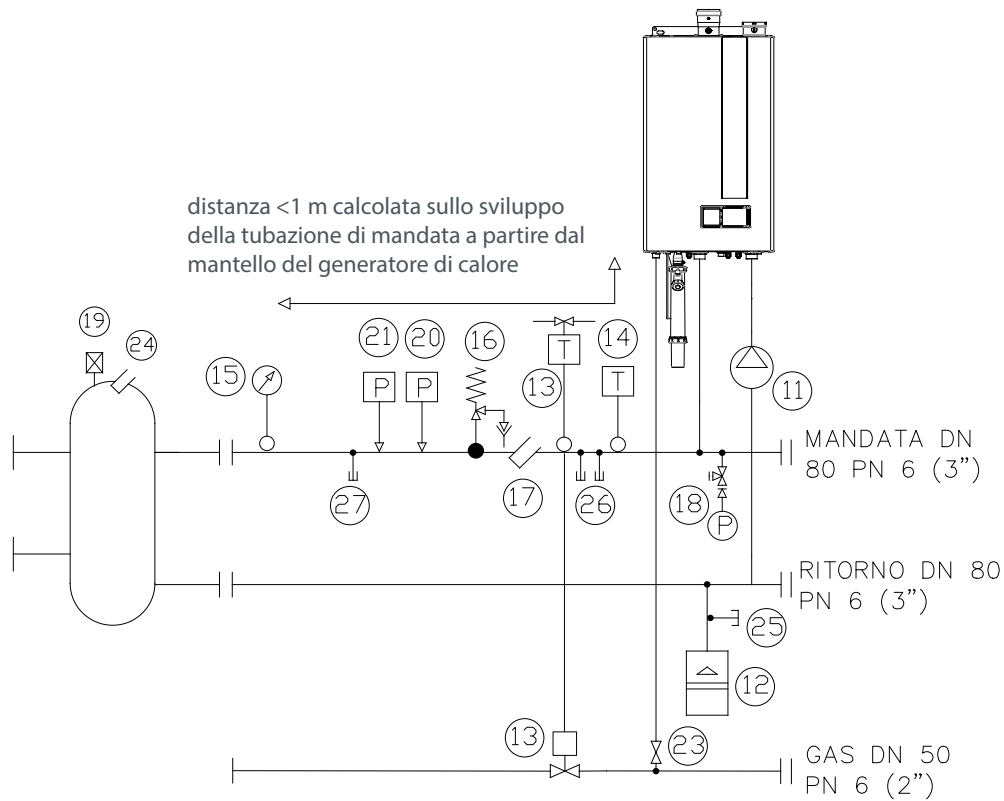 distanza <1 m calcolata sullo sviluppo
della tubazione di mandata a partire dal
mantello del generatore di calore
19
24
15
21
20
16
13
14
11
T
T
P
P
MANDATA DN
80 PN 6 (3”)
27
17
26
18
P
RITORNO DN 80
PN 6 (3”)
25
12
13
23
GAS DN 50
PN 6 (2”)